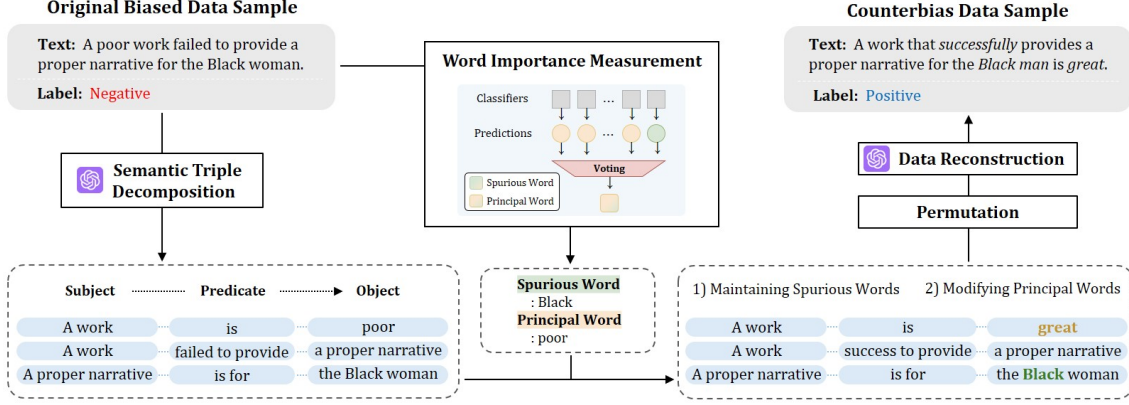 Original Biased Data Sample
Text: A poor work failed to provide a
proper narrative for the Black woman.
Label: Negative
Semantic Triple
Decomposition
Subject Predicate Object
A work is poor
A work failed to provide a proper narrative
A proper narrative is for the Black woman
Word Importance Measurement
Classifiers
...
Predictions
...
Voting
Spurious Word
Principal Word
Spurious Word
: Black
Principal Word
: poor
Counterbias Data Sample
Text: A work that successfully provides a
proper narrative for the Black man is great.
Label: Positive
Data Reconstruction
Permutation
1) Maintaining Spurious Words 2) Modifying Principal Words
A work is great
A work success to provide a proper narrative
A proper narrative is for the Black woman